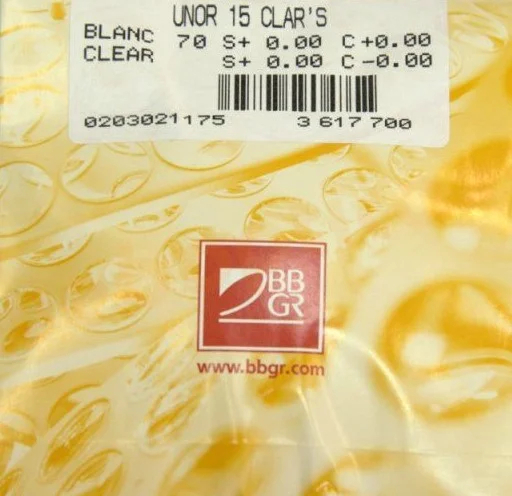 UNOR 15 CLAR'S
BLANC 70 S+ 0.00 C+0.00
CLEAR S+ 0.00 C-0.00
0203021175 3 617 700
BB
GR
www.bbgr.com